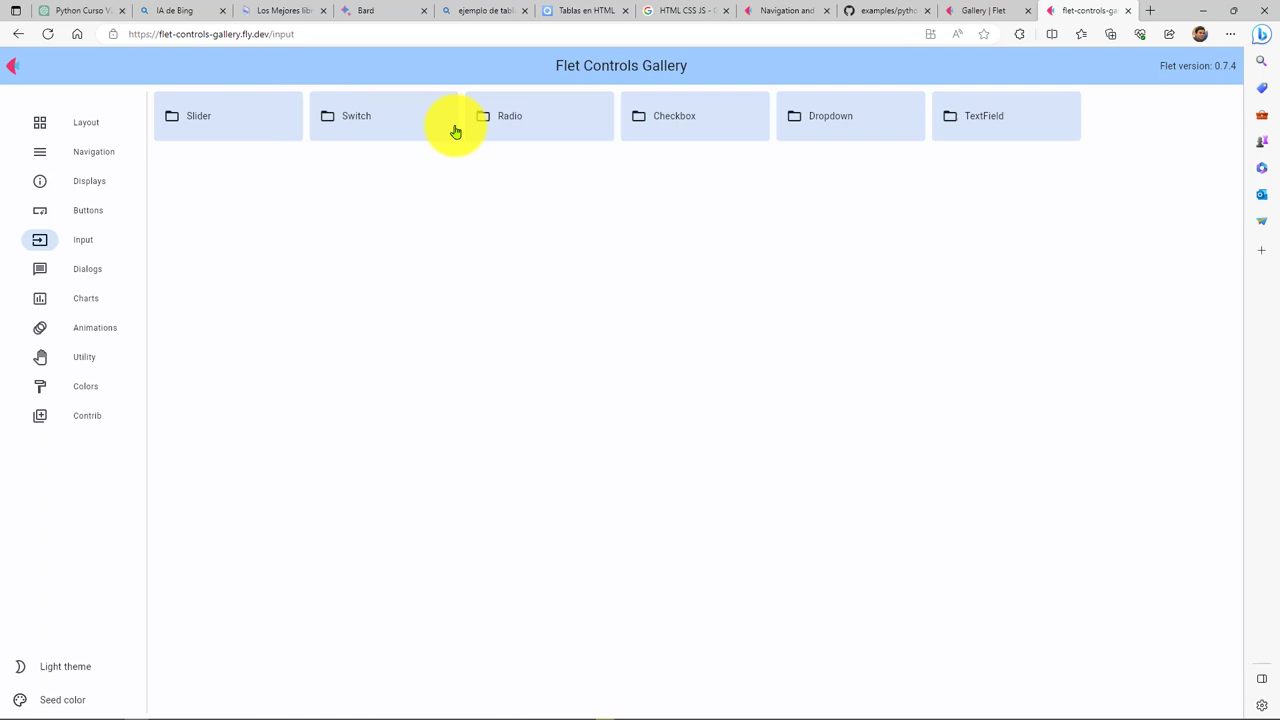 Python Curso V
IA de Bing
Los Mejores libr
Bard
ejemplo de tabl
Tablas en HTML
HTML CSS JS -
Navigation and
examples/pytho
Gallery | Flet
flet-controls-ga
https://flet-controls-gallery.fly.dev/input
Flet Controls Gallery
Flet version: 0.7.4
Slider
Switch
Radio
Checkbox
Dropdown
TextField
Layout
Navigation
Displays
Buttons
Input
Dialogs
Charts
Animations
Utility
Colors
Contrib
Light theme
Seed color